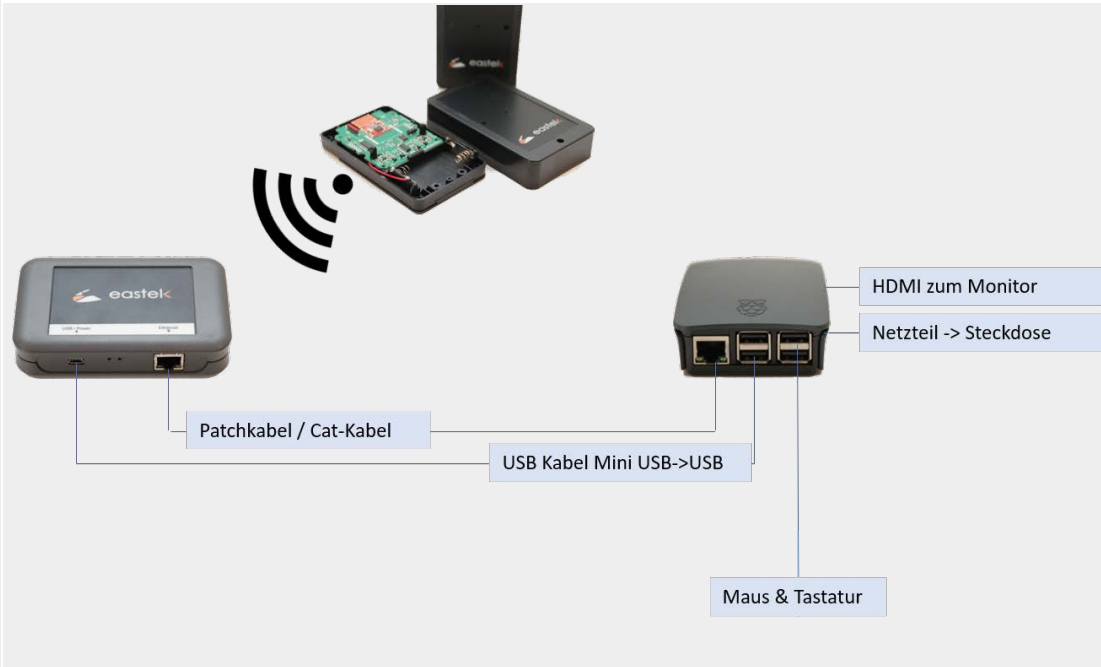 eastek
eastek
eastek
USB / Power
Ethernet
HDMI zum Monitor
Netzteil -> Steckdose
Patchkabel / Cat-Kabel
USB Kabel Mini USB->USB
Maus & Tastatur